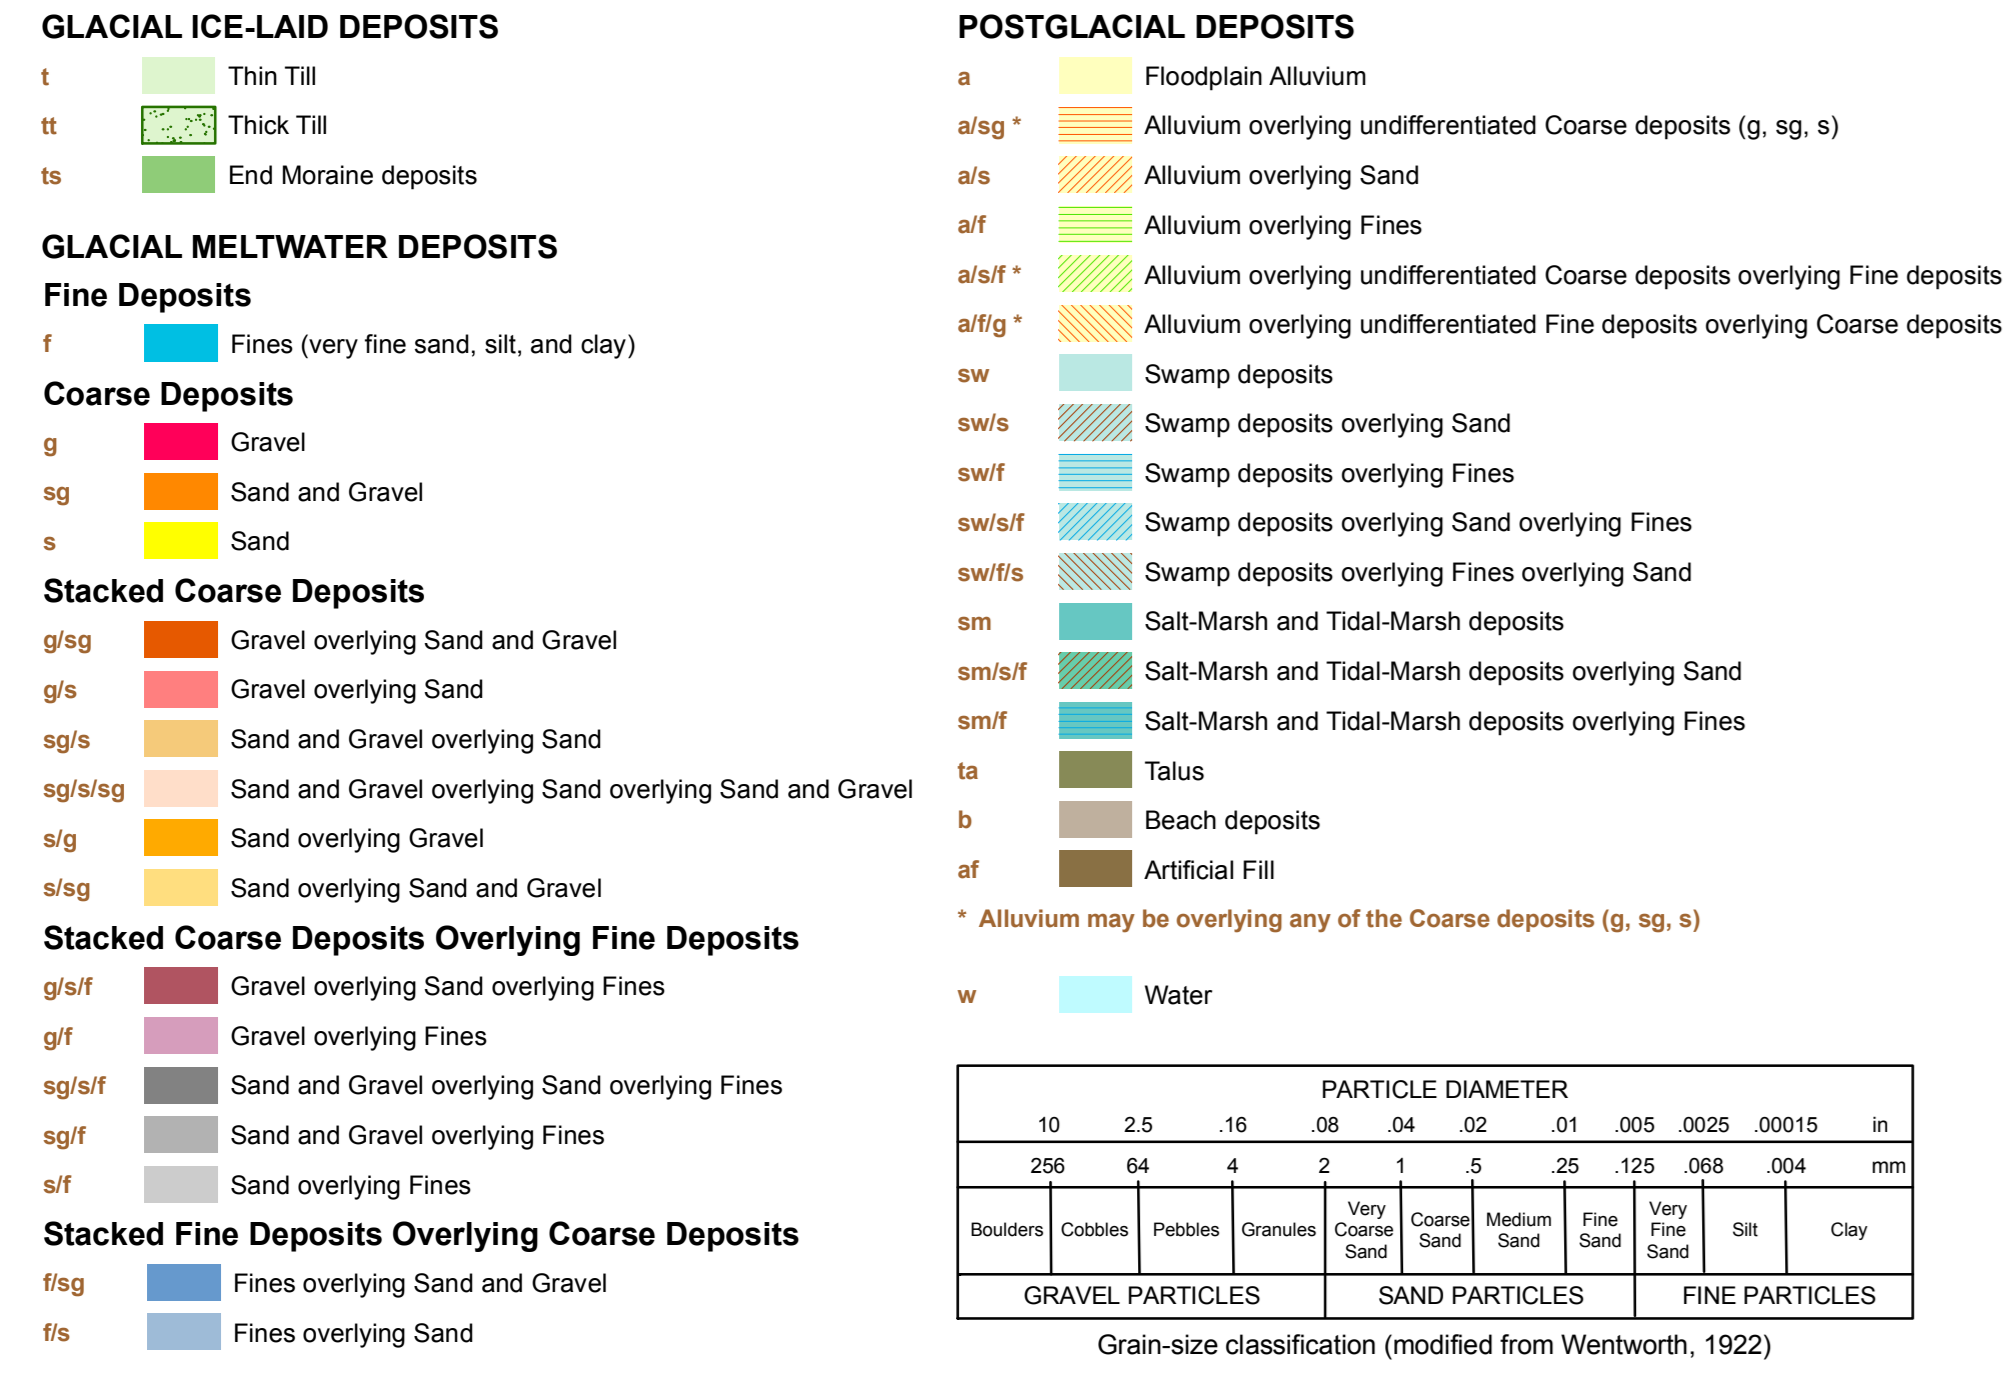 GLACIAL ICE-LAID DEPOSITS
t Thin Till
tt Thick Till
ts End Moraine deposits
GLACIAL MELTWATER DEPOSITS
Fine Deposits
f Fines (very fine sand, silt, and clay)
Coarse Deposits
g Gravel
sg Sand and Gravel
s Sand
Stacked Coarse Deposits
g/sg Gravel overlying Sand and Gravel
g/s Gravel overlying Sand
sg/s Sand and Gravel overlying Sand
sg/s/sg Sand and Gravel overlying Sand overlying Sand and Gravel
s/g Sand overlying Gravel
s/sg Sand overlying Sand and Gravel
Stacked Coarse Deposits Overlying Fine Deposits
g/s/f Gravel overlying Sand overlying Fines
g/f Gravel overlying Fines
sg/s/f Sand and Gravel overlying Sand overlying Fines
sg/f Sand and Gravel overlying Fines
s/f Sand overlying Fines
Stacked Fine Deposits Overlying Coarse Deposits
f/sg Fines overlying Sand and Gravel
f/s Fines overlying Sand
POSTGLACIAL DEPOSITS
a Floodplain Alluvium
a/sg * Alluvium overlying undifferentiated Coarse deposits (g, sg, s)
a/s Alluvium overlying Sand
a/f Alluvium overlying Fines
a/s/f * Alluvium overlying undifferentiated Coarse deposits overlying Fine deposits
a/f/g * Alluvium overlying undifferentiated Fine deposits overlying Coarse deposits
sw Swamp deposits
sw/s Swamp deposits overlying Sand
sw/f Swamp deposits overlying Fines
sw/s/f Swamp deposits overlying Sand overlying Fines
sw/f/s Swamp deposits overlying Fines overlying Sand
sm Salt-Marsh and Tidal-Marsh deposits
sm/s/f Salt-Marsh and Tidal-Marsh deposits overlying Sand
sm/f Salt-Marsh and Tidal-Marsh deposits overlying Fines
ta Talus
b Beach deposits
af Artificial Fill
* Alluvium may be overlying any of the Coarse deposits (g, sg, s)
w Water
PARTICLE DIAMETER
10 2.5 .16 .08 .04 .02 .01 .005 .0025 .00015 in
256 64 4 2 1 .5 .25 .125 .068 .004 mm
Boulders Cobbles Pebbles Granules Very Coarse Sand Coarse Sand Medium Sand Fine Sand Very Fine Sand Silt Clay
GRAVEL PARTICLES SAND PARTICLES FINE PARTICLES
Grain-size classification (modified from Wentworth, 1922)